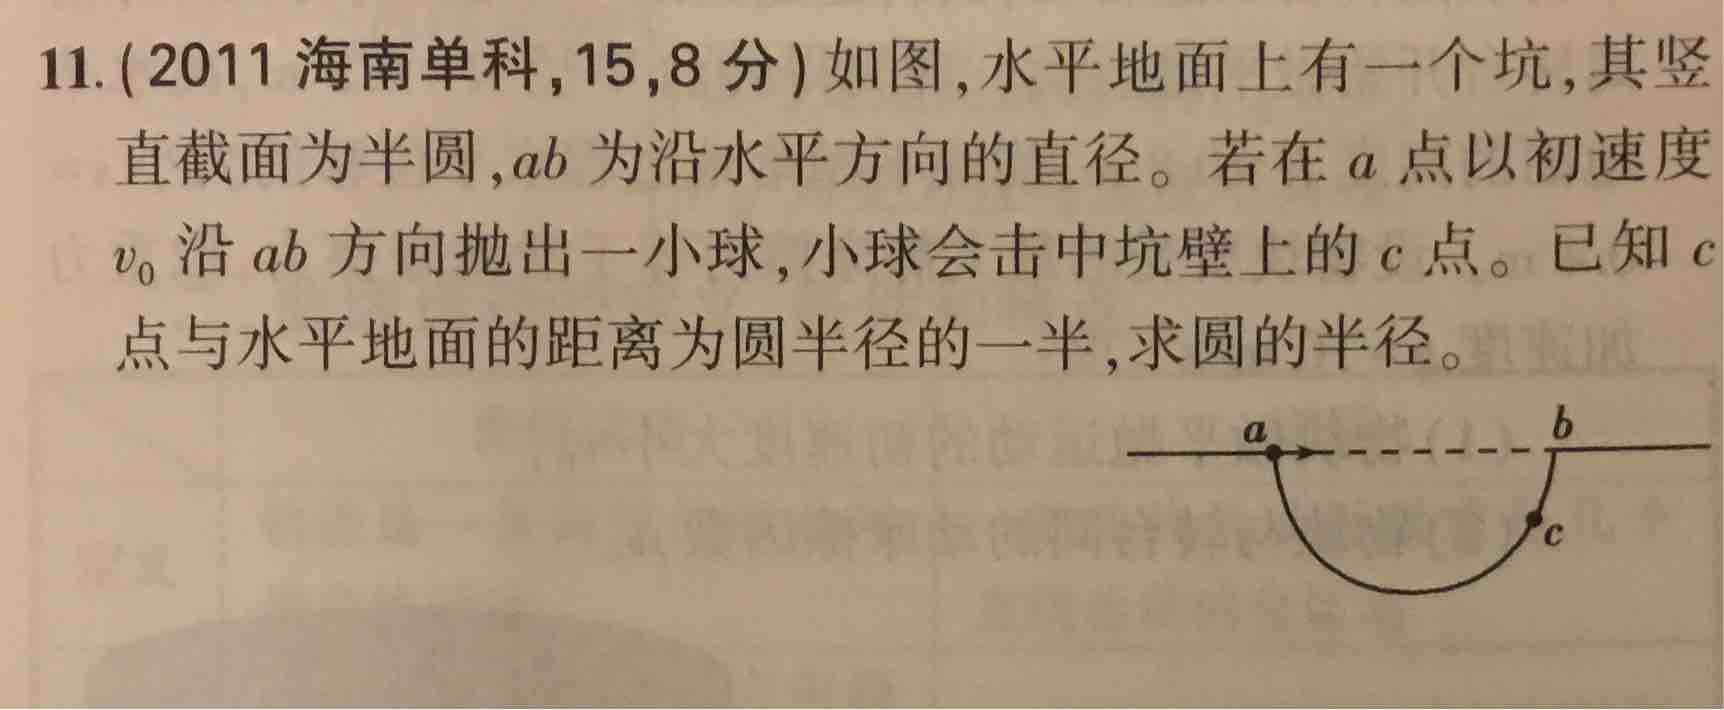 11. (2011 海南单科,15,8 分) 如图,水平地面上有一个坑,其竖
直截面为半圆,ab 为沿水平方向的直径。若在 a 点以初速度
v₀ 沿 ab 方向抛出一小球,小球会击中坑壁上的 c 点。已知 c
点与水平地面的距离为圆半径的一半,求圆的半径。
a b
c